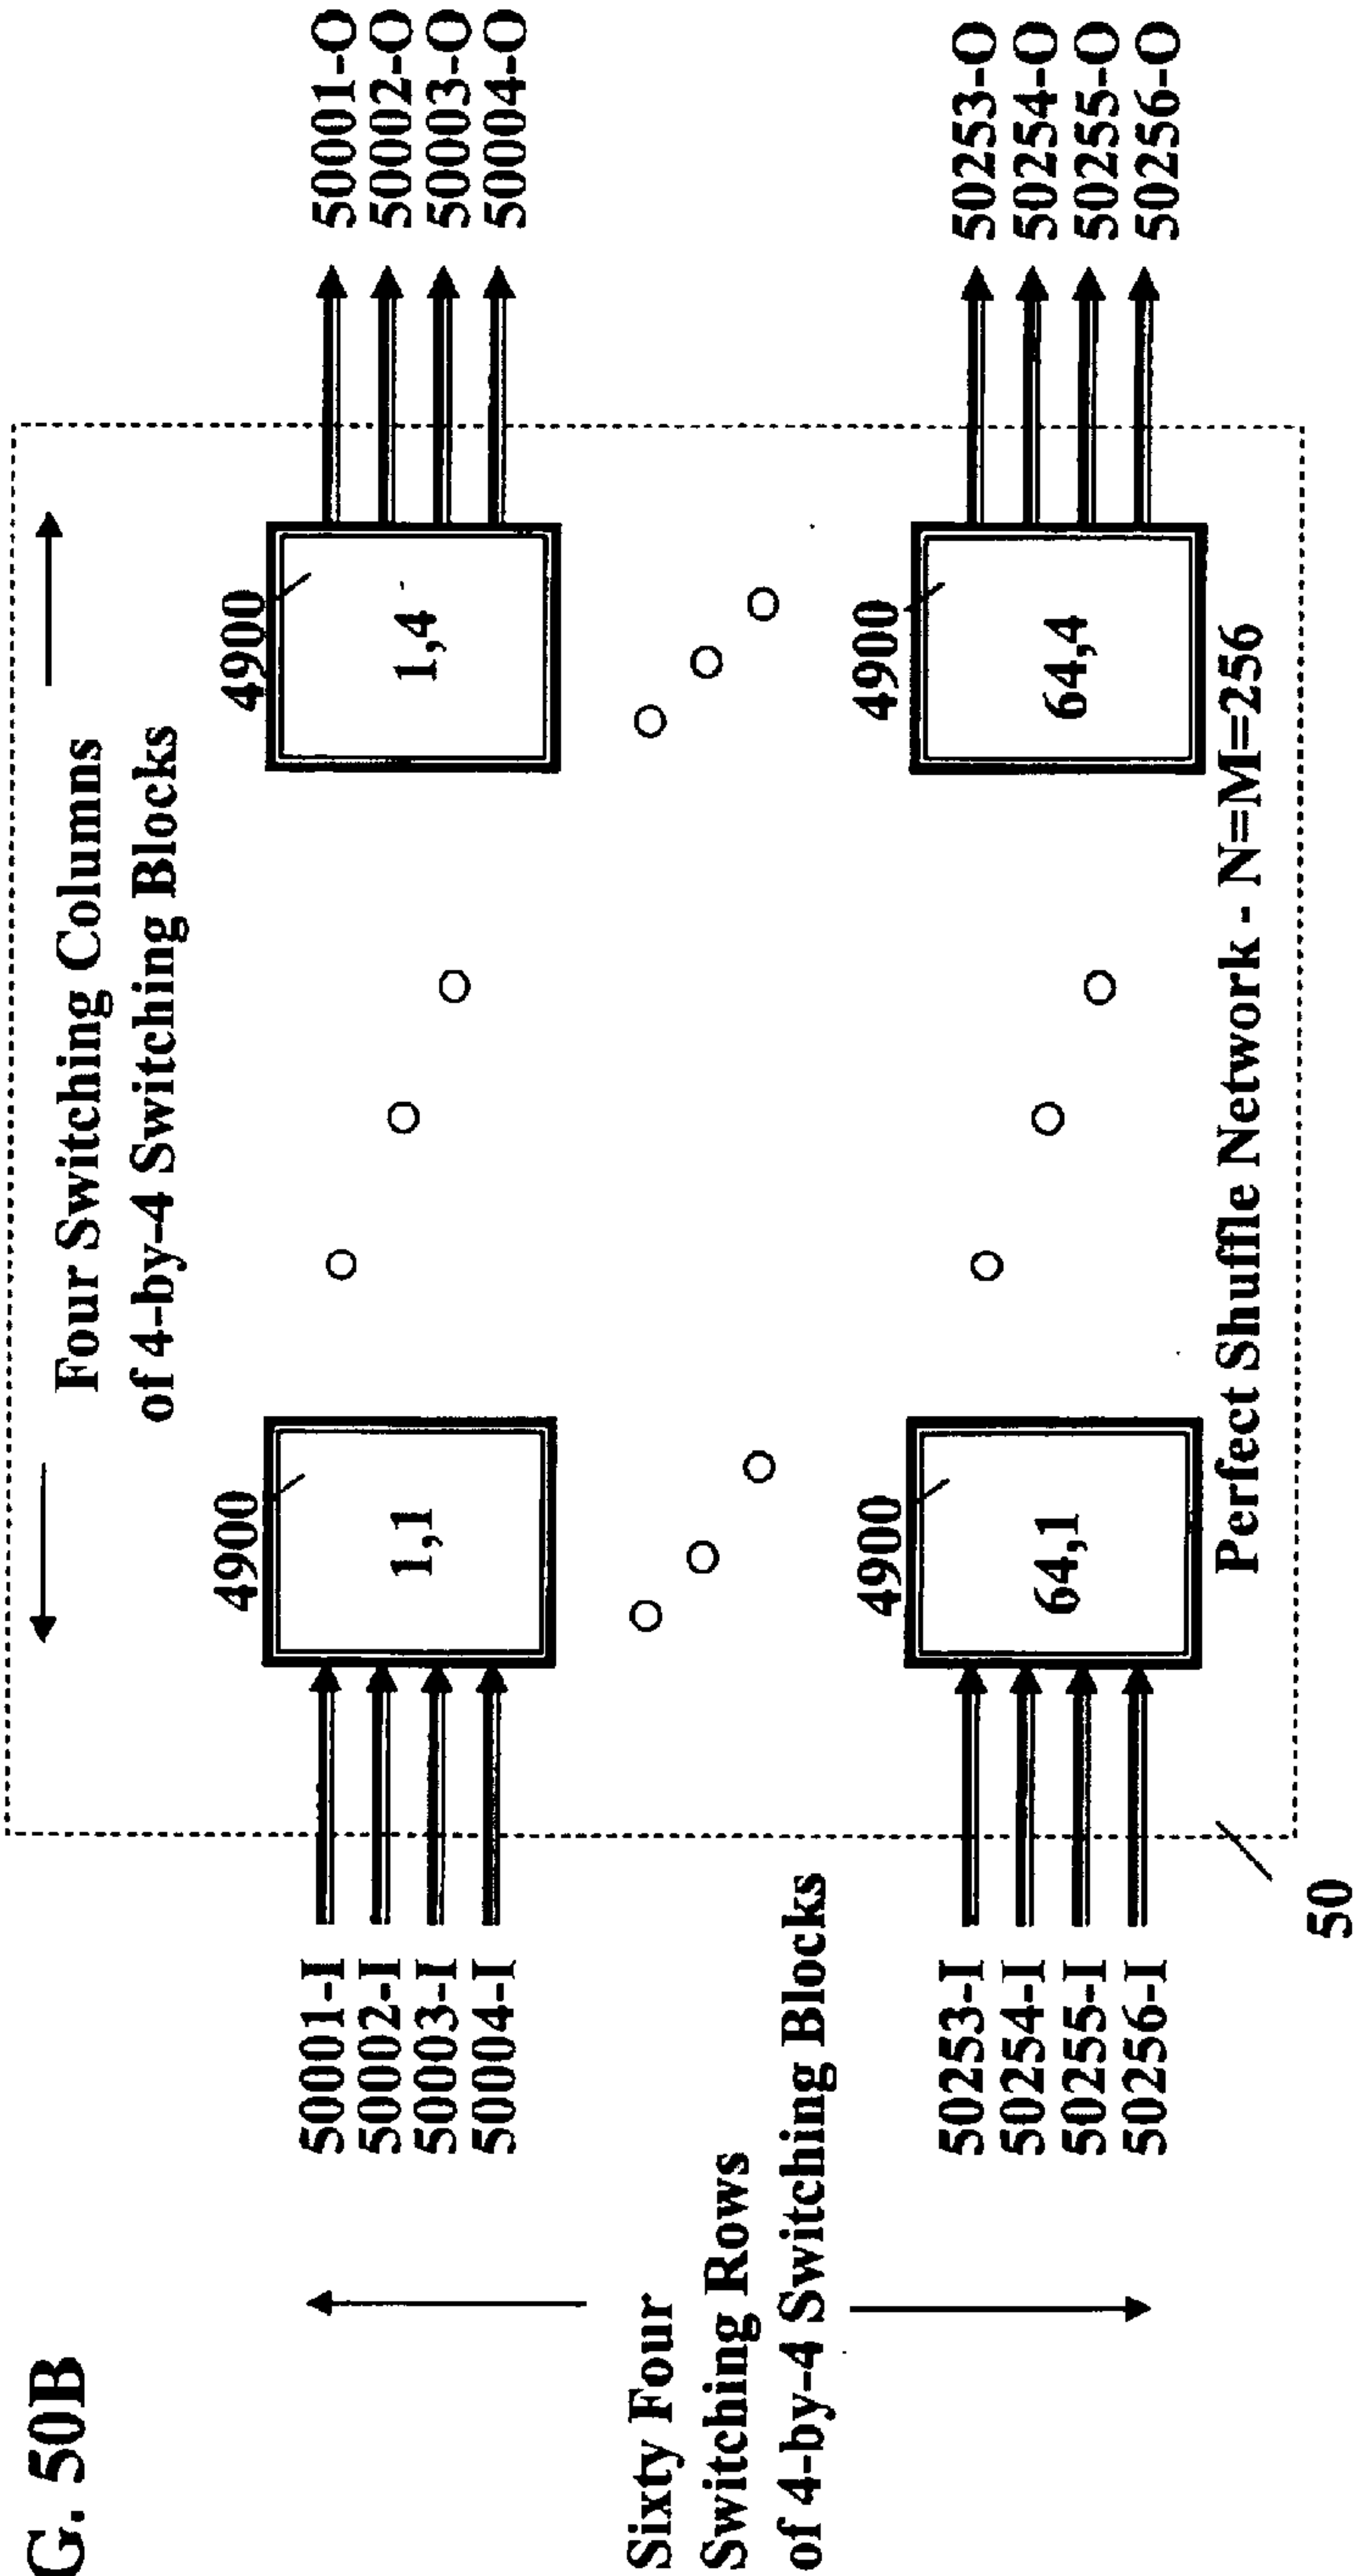 G. 50B
Four Switching Columns
of 4-by-4 Switching Blocks
Sixty Four
Switching Rows
of 4-by-4 Switching Blocks
50001-I
50002-I
50003-I
50004-I
4900
1,1
4900
1,4
50001-O
50002-O
50003-O
50004-O
50253-I
50254-I
50255-I
50256-I
4900
64,1
4900
64,4
50253-O
50254-O
50255-O
50256-O
Perfect Shuffle Network - N=M=256
50